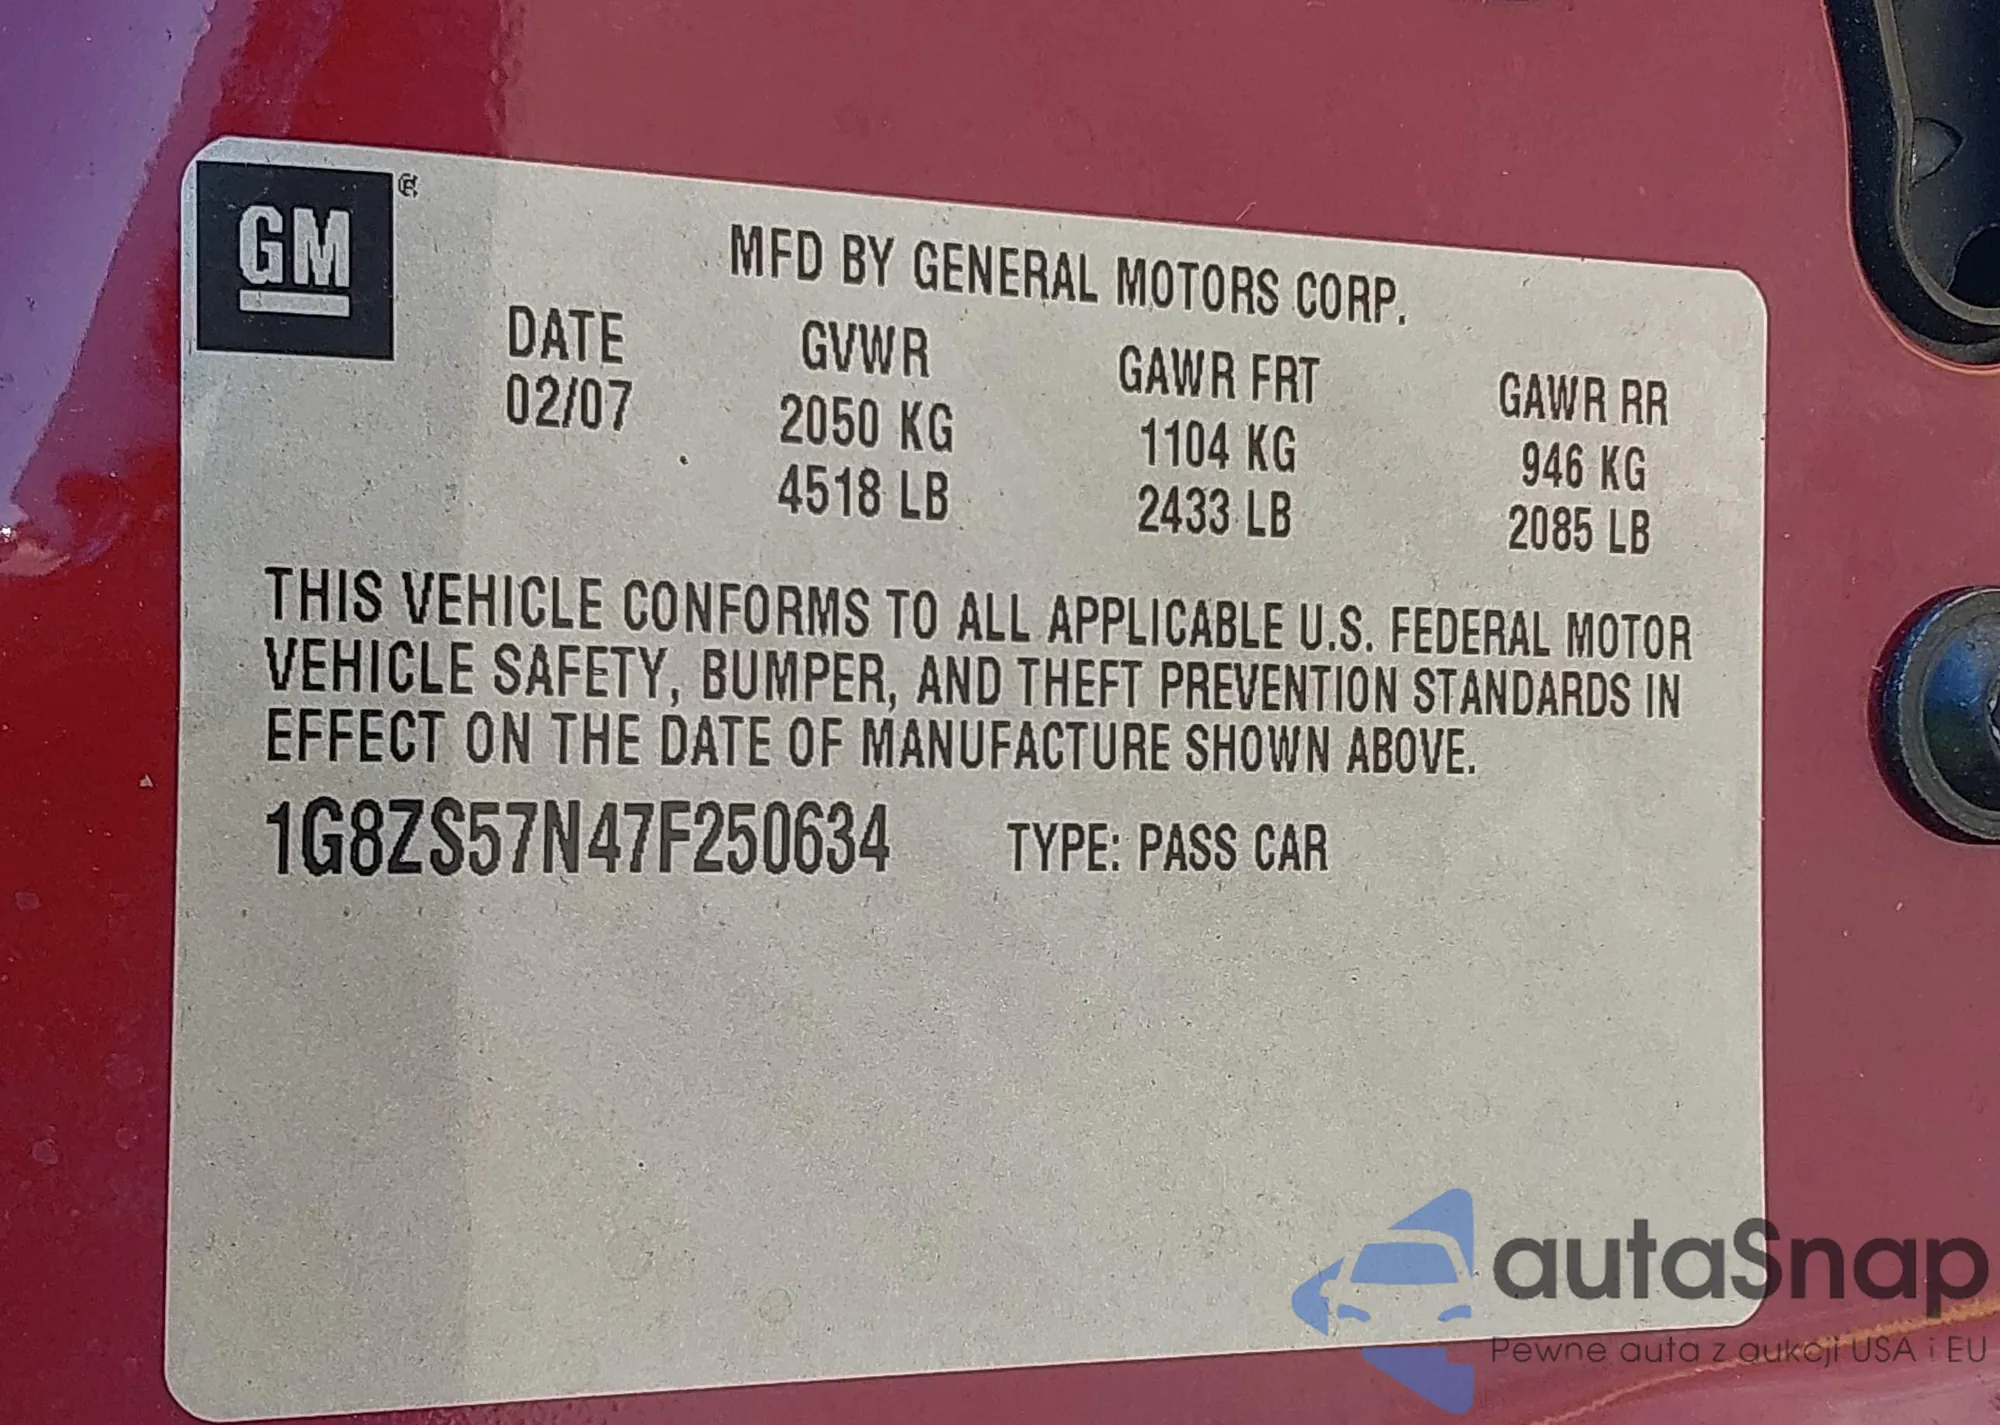 GM
MFD BY GENERAL MOTORS CORP.
DATE GVWR GAWR FRT GAWR RR
02/07 2050 KG 1104 KG 946 KG
4518 LB 2433 LB 2085 LB
THIS VEHICLE CONFORMS TO ALL APPLICABLE U.S. FEDERAL MOTOR
VEHICLE SAFETY, BUMPER, AND THEFT PREVENTION STANDARDS IN
EFFECT ON THE DATE OF MANUFACTURE SHOWN ABOVE.
1G8ZS57N47F250634 TYPE: PASS CAR
autaSnap
Pewne auta z aukcji USA i EU